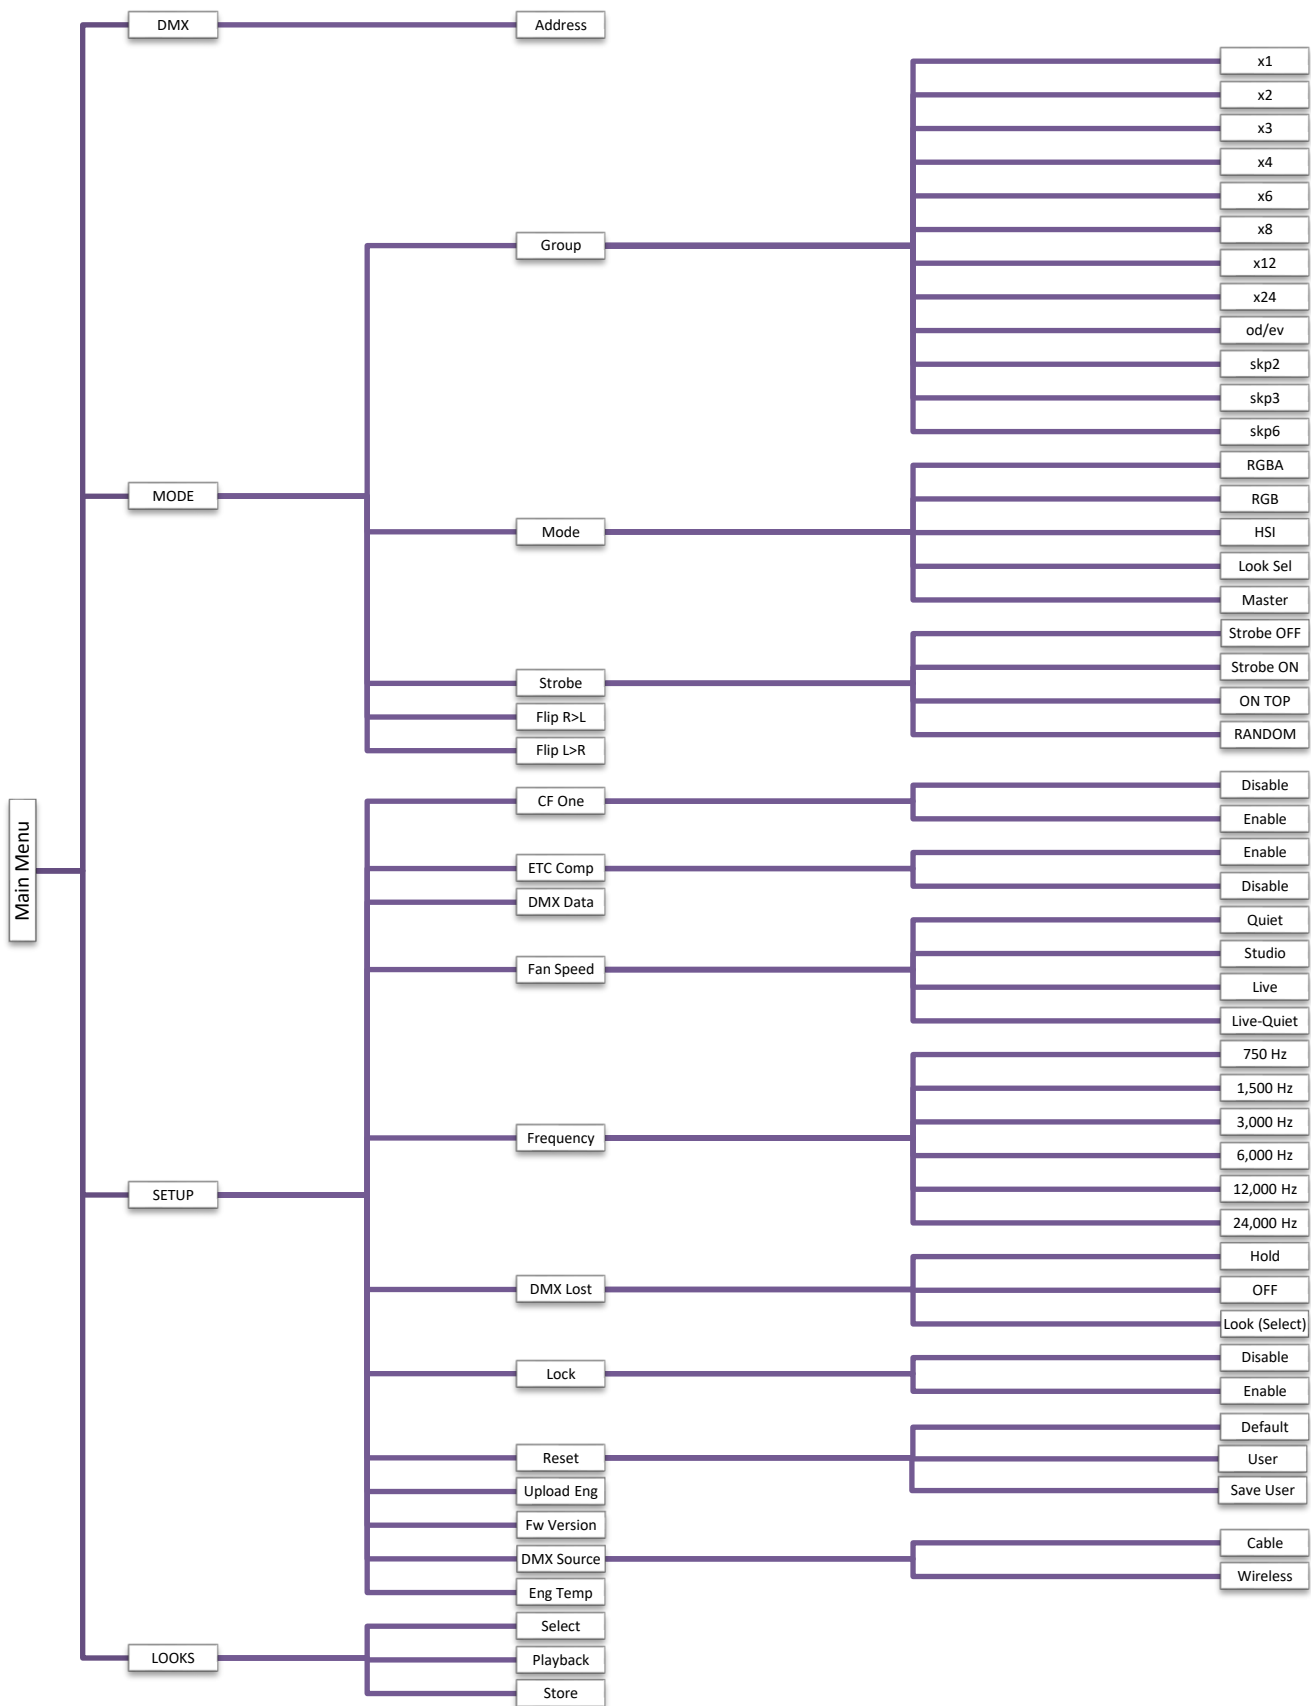 Main Menu
DMX
Address
MODE
Group
x1
x2
x3
x4
x6
x8
x12
x24
od/ev
skp2
skp3
skp6
Mode
RGBA
RGB
HSI
Look Sel
Master
Strobe
Strobe OFF
Strobe ON
ON TOP
RANDOM
Flip R>L
Flip L>R
SETUP
CF One
Disable
Enable
ETC Comp
Enable
Disable
DMX Data
Fan Speed
Quiet
Studio
Live
Live-Quiet
Frequency
750 Hz
1,500 Hz
3,000 Hz
6,000 Hz
12,000 Hz
24,000 Hz
DMX Lost
Hold
OFF
Look (Select)
Lock
Disable
Enable
Reset
Default
User
Save User
Upload Eng
Fw Version
DMX Source
Cable
Wireless
Eng Temp
LOOKS
Select
Playback
Store